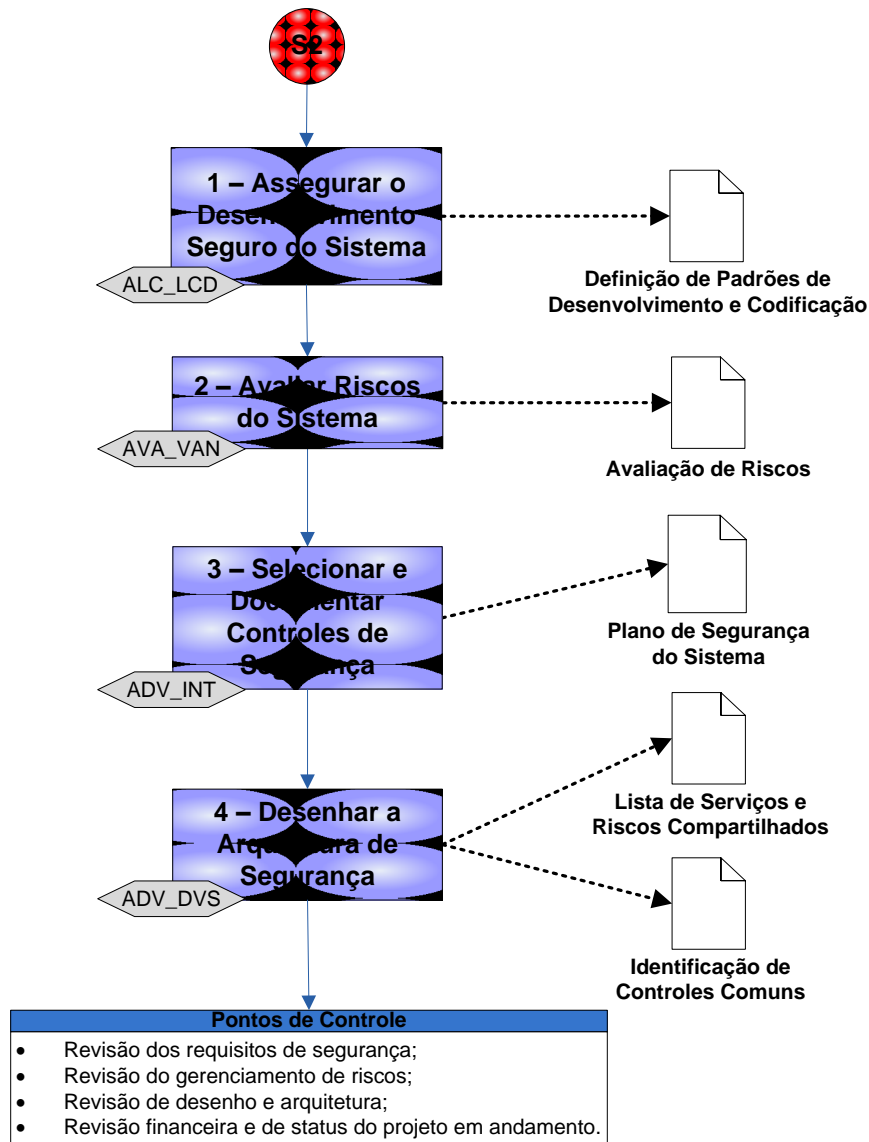 S2
1 – Assegurar o
Desenvolvimento
Seguro do Sistema
ALC_LCD
Definição de Padrões de
Desenvolvimento e Codificação
2 – Avaliar Riscos
do Sistema
AVA_VAN
Avaliação de Riscos
3 – Selecionar e
Documentar
Controles de
Segurança
ADV_INT
Plano de Segurança
do Sistema
4 – Desenhar a
Arquitetura de
Segurança
ADV_DVS
Lista de Serviços e
Riscos Compartilhados
Identificação de
Controles Comuns
Pontos de Controle
• Revisão dos requisitos de segurança;
• Revisão do gerenciamento de riscos;
• Revisão de desenho e arquitetura;
• Revisão financeira e de status do projeto em andamento.